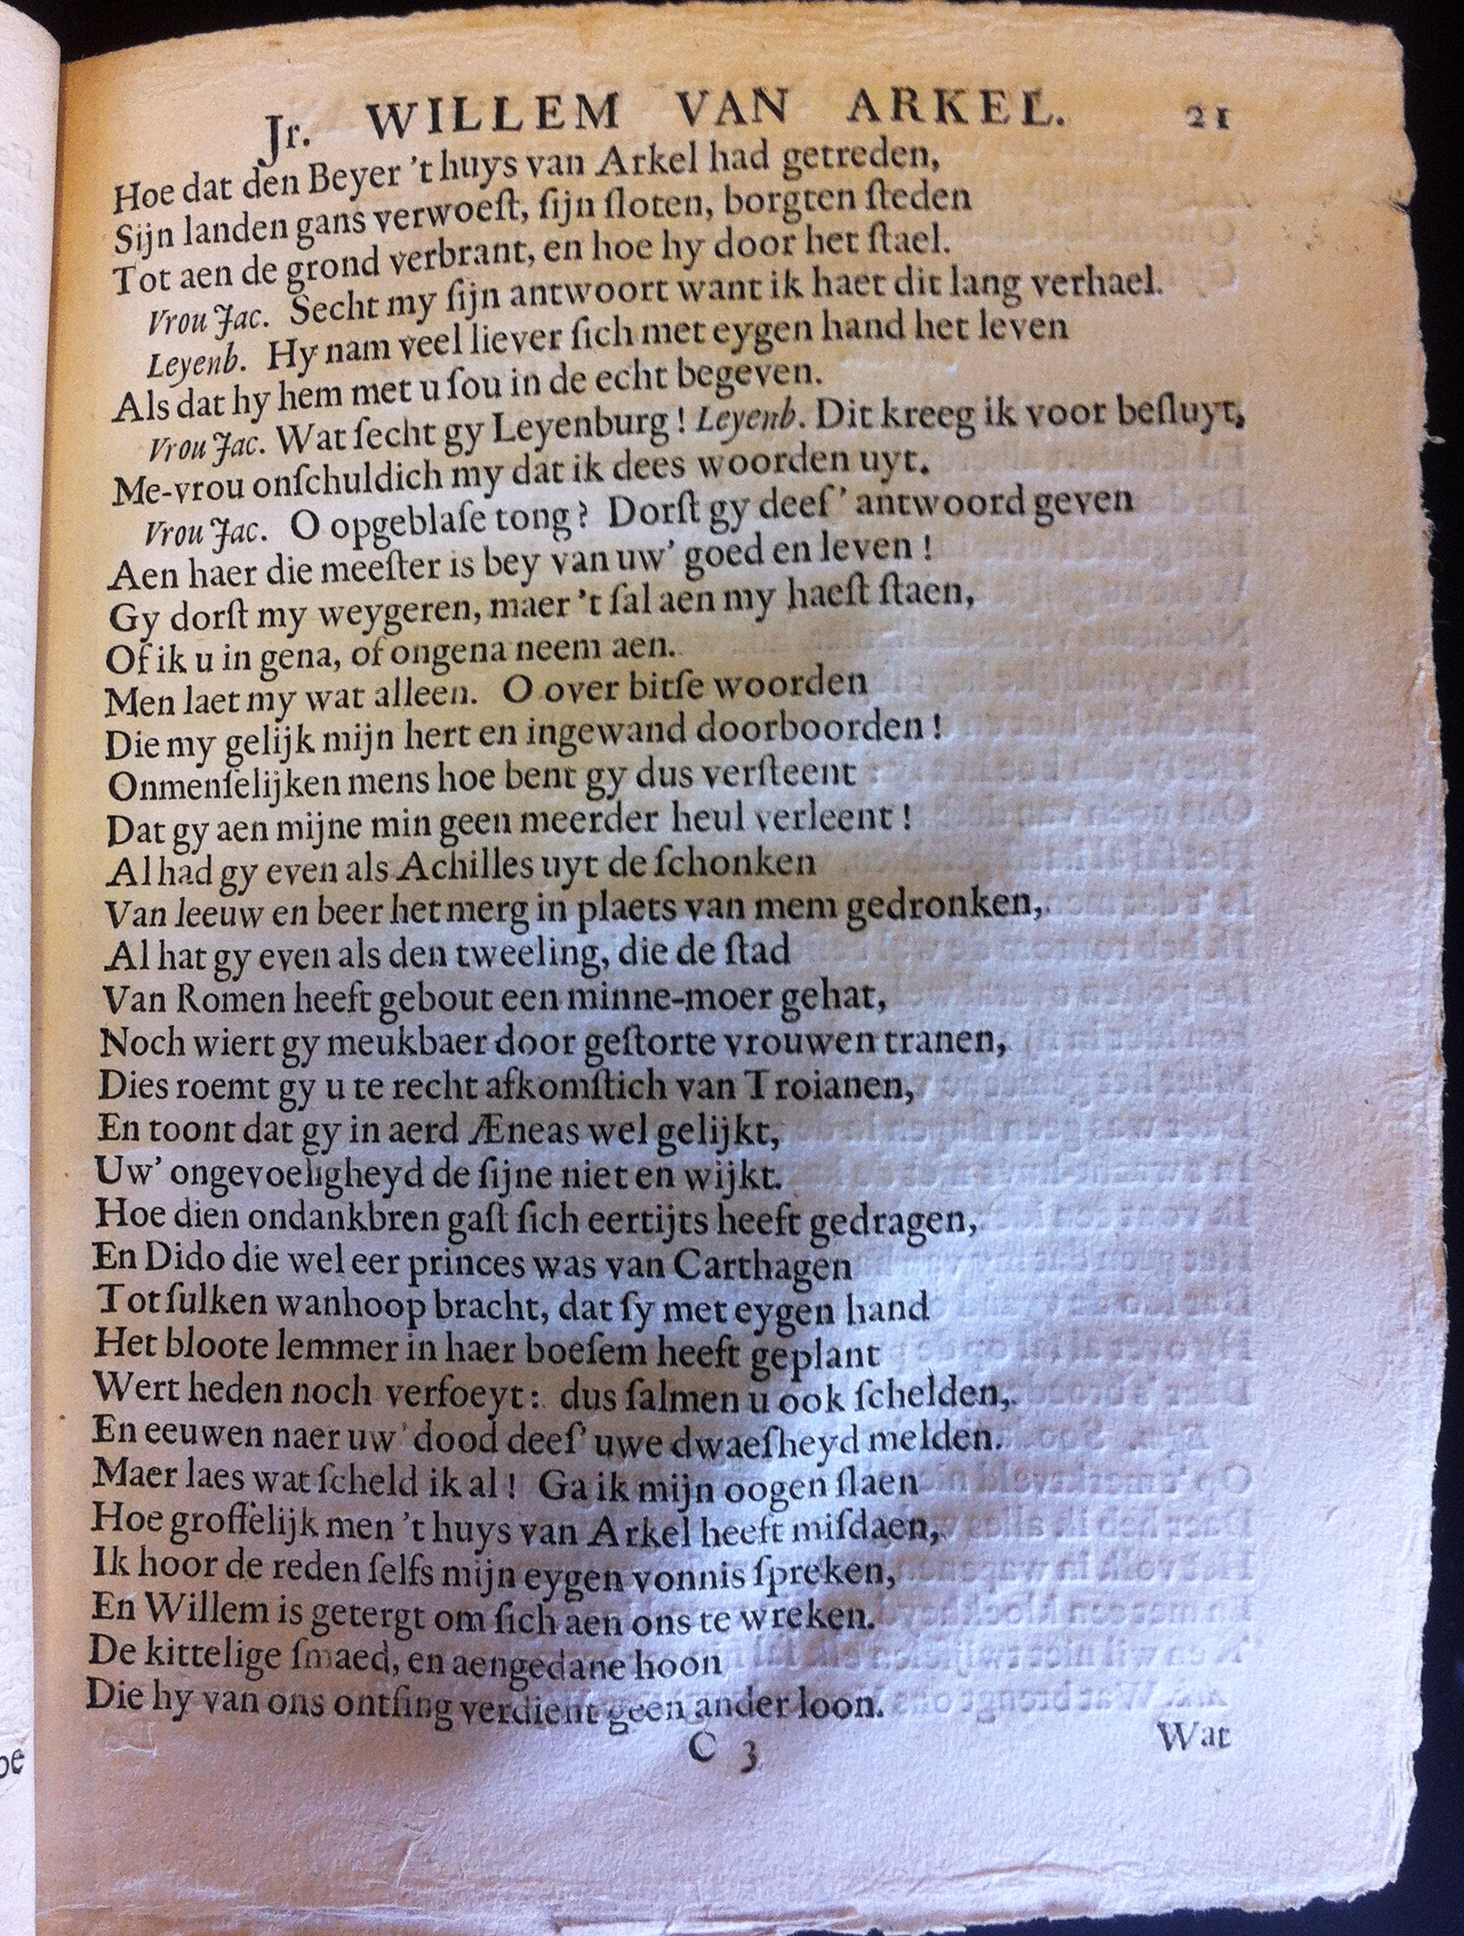 Jr. WILLEM VAN ARKEL. 21
Hoe dat den Beyer 't huys van Arkel had getreden,
Sijn landen gans verwoeſt, ſijn ſloten, borgten ſteden
Tot aen de grond verbrant, en hoe hy door het ſtael.
Vrou Jac. Secht my ſijn antwoort want ik haet dit lang verhael.
Leyenb. Hy nam veel liever ſich met eygen hand het leven
Als dat hy hem met u ſou in de echt begeven.
Vrou Jac. Wat ſecht gy Leyenburg! Leyenb. Dit kreeg ik voor beſluyt,
Me-vrou onſchuldich my dat ik dees woorden uyt.
Vrou Jac. O opgeblaſe tong? Dorſt gy deeſ' antwoord geven
Aen haer die meeſter is bey van uw' goed en leven!
Gy dorſt my weygeren, maer 't ſal aen my haeſt ſtaen,
Of ik u in gena, of ongena neem aen.
Men laet my wat alleen. O over bitſe woorden
Die my gelijk mijn hert en ingewand doorboorden!
Onmenſelijken mens hoe bent gy dus verſteent
Dat gy aen mijne min geen meerder heul verleent!
Al had gy even als Achilles uyt de ſchonken
Van leeuw en beer het merg in plaets van mem gedronken,
Al hat gy even als den tweeling, die de ſtad
Van Romen heeft gebout een minne-moer gehat,
Noch wiert gy meukbaer door geſtorte vrouwen tranen,
Dies roemt gy u te recht afkomſtich van Troianen,
En toont dat gy in aerd Æneas wel gelijkt,
Uw' ongevoeligheyd de ſijne niet en wijkt.
Hoe dien ondankbren gaſt ſich eertijts heeft gedragen,
En Dido die wel eer princes was van Carthagen
Tot ſulken wanhoop bracht, dat ſy met eygen hand
Het bloote lemmer in haer boeſem heeft geplant
Wert heden noch verfoeyt: dus ſalmen u ook ſchelden,
En eeuwen naer uw' dood deeſ' uwe dwaeſheyd melden.
Maer laes wat ſcheld ik al! Ga ik mijn oogen ſlaen
Hoe groffelijk men 't huys van Arkel heeft miſdaen,
Ik hoor de reden ſelfs mijn eygen vonnis ſpreken,
En Willem is getergt om ſich aen ons te wreken.
De kittelige ſmaed, en aengedane hoon
Die hy van ons ontfing verdient geen ander loon.
C 3 Wat